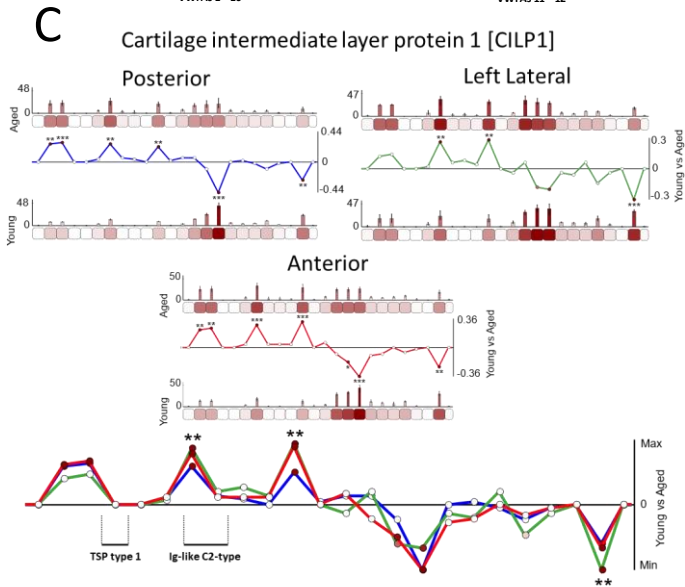 C
Cartilage intermediate layer protein 1 [CILP1]
Posterior
Left Lateral
48
0
Aged
47
0
** *** ** ** ***
**
0.44
0
-0.44
** ** ***
0.3
0
-0.3
Young vs Aged
48
0
Young
47
0
Anterior
50
0
Aged
** ** *** *** * *** **
0.36
-0.36
Young vs Aged
50
0
Young
** ** **
Max
0
Min
Young vs Aged
TSP type 1
Ig-like C2-type